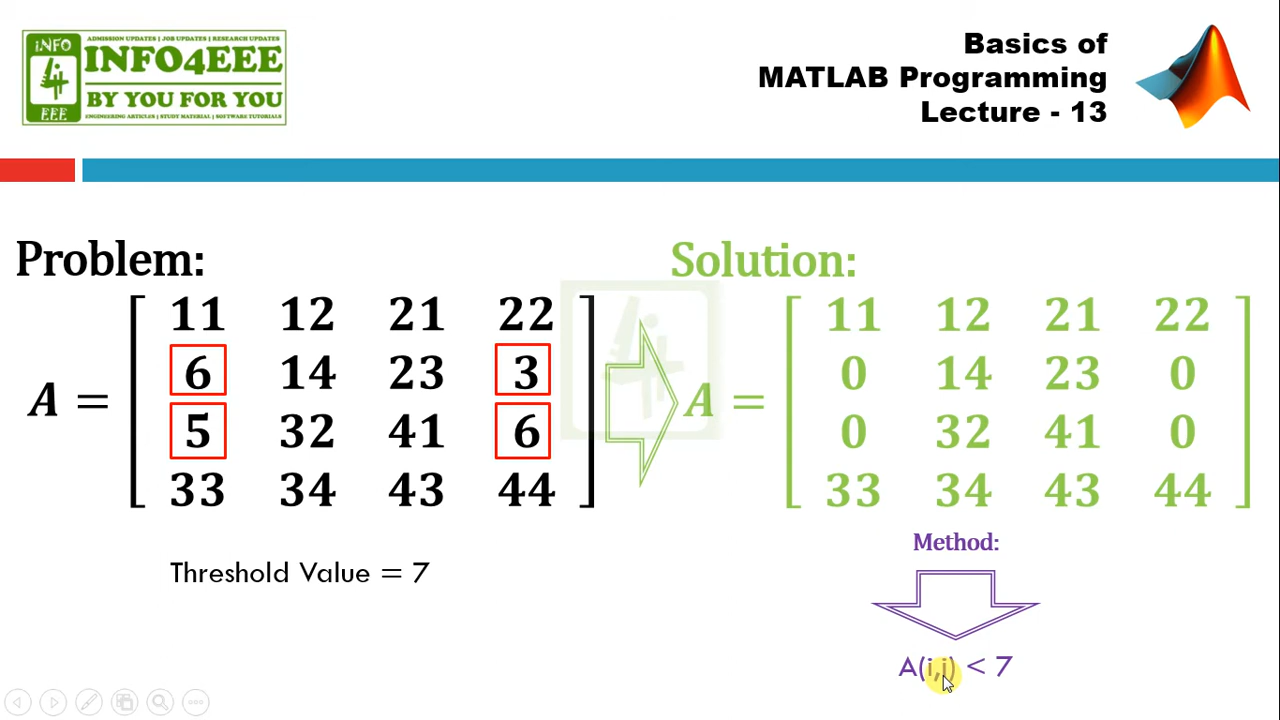 iNFO
4
EEE
ADMISSION UPDATES | JOB UPDATES | RESEARCH UPDATES
INFO4EEE
BY YOU FOR YOU
ENGINEERING ARTICLES | STUDY MATERIAL | SOFTWARE TUTORIALS
Basics of
MATLAB Programming
Lecture - 13
Problem:
A = [ 11 12 21 22
6 14 23 3
5 32 41 6
33 34 43 44 ]
Threshold Value = 7
Solution:
A = [ 11 12 21 22
0 14 23 0
0 32 41 0
33 34 43 44 ]
Method:
A(i,j) < 7